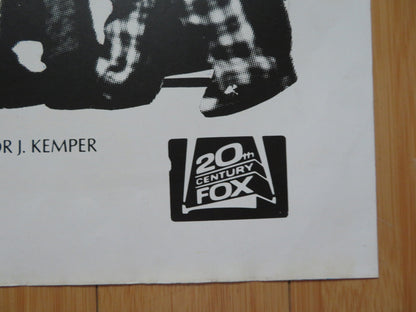 OR J. KEMPER
20th
CENTURY
FOX